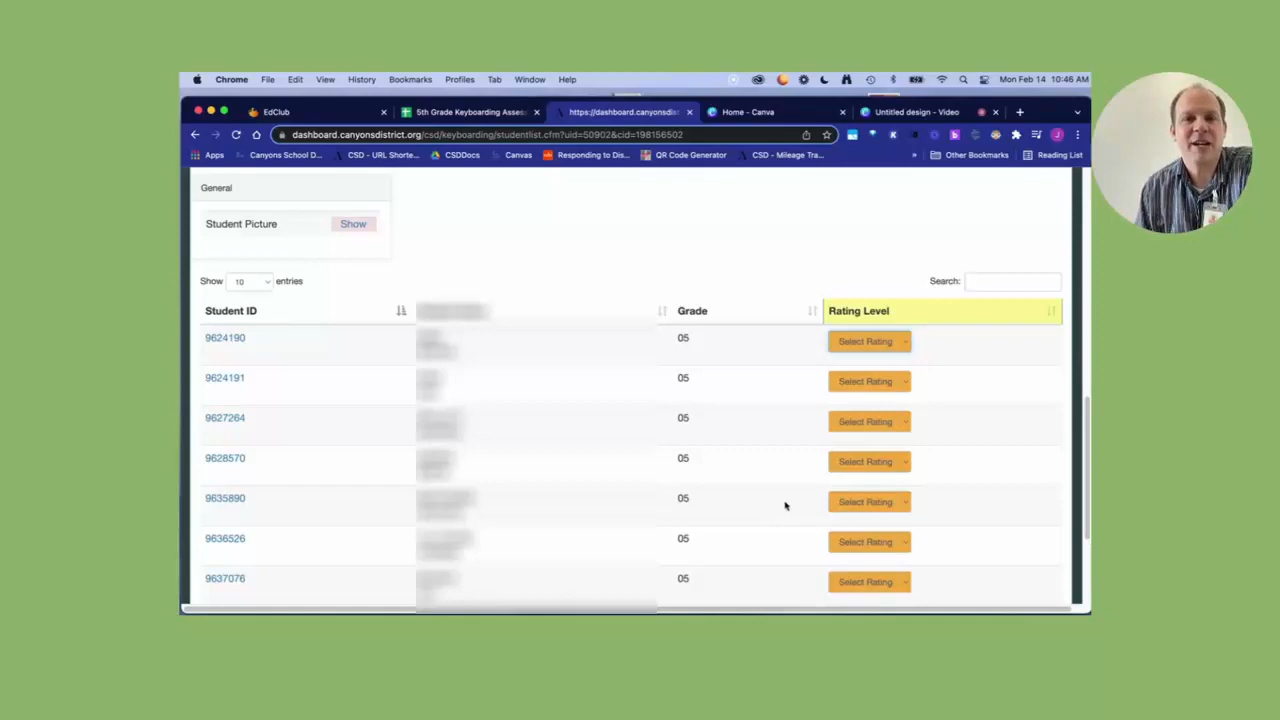 Chrome File Edit View History Bookmarks Profiles Tab Window Help Mon Feb 14 10:46 AM
EdClub 5th Grade Keyboarding Asses https://dashboard.canyonsdistric Home - Canva Untitled design - Video
dashboard.canyonsdistrict.org/csd/keyboarding/studentlist.cfm?uid=50902&cid=198156502
Apps Canyons School D... CSD - URL Shorte... CSDDocs Canvas Responding to Dis... QR Code Generator CSD - Mileage Tra... » Other Bookmarks Reading List
General
Student Picture Show
Show 10 entries Search:
Student ID Grade Rating Level
9624190 05 Select Rating
9624191 05 Select Rating
9627264 05 Select Rating
9628570 05 Select Rating
9635890 05 Select Rating
9636526 05 Select Rating
9637076 05 Select Rating